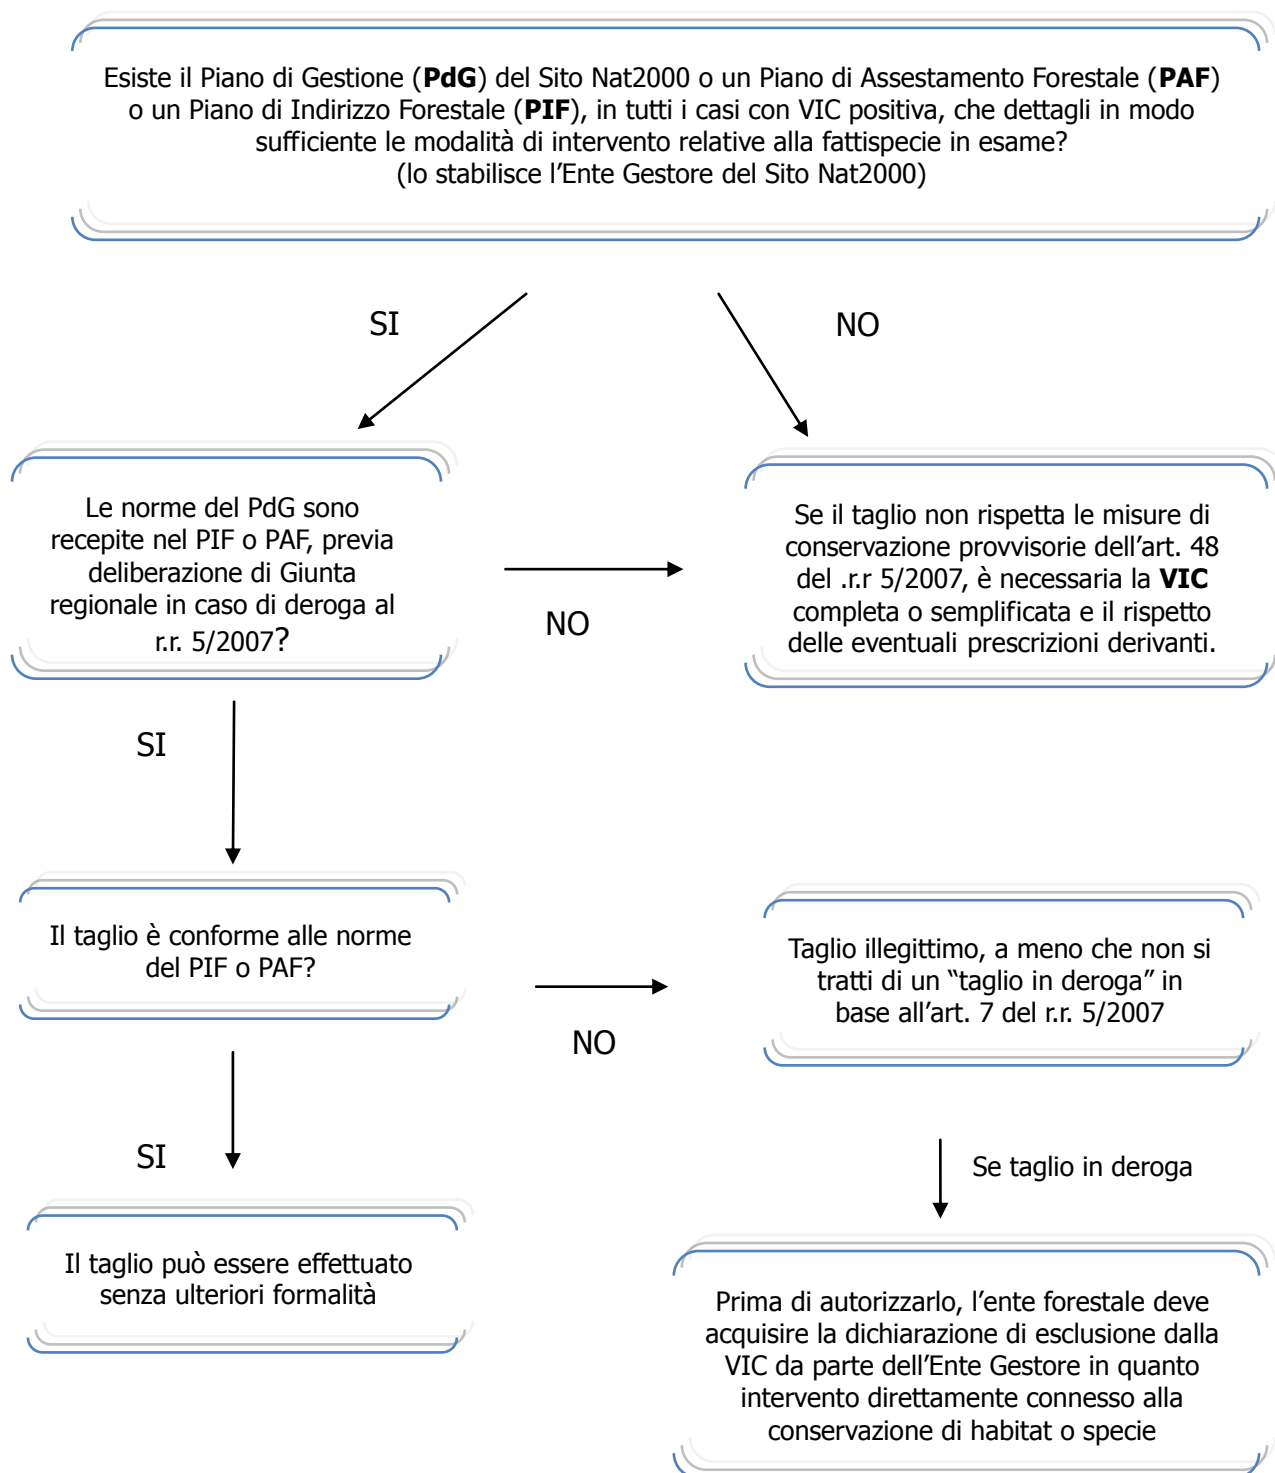 Esiste il Piano di Gestione (PdG) del Sito Nat2000 o un Piano di Assestamento Forestale (PAF)
o un Piano di Indirizzo Forestale (PIF), in tutti i casi con VIC positiva, che dettagli in modo
sufficiente le modalità di intervento relative alla fattispecie in esame?
(lo stabilisce l’Ente Gestore del Sito Nat2000)
SI
NO
Le norme del PdG sono
recepite nel PIF o PAF, previa
deliberazione di Giunta
regionale in caso di deroga al
r.r. 5/2007?
NO
Se il taglio non rispetta le misure di
conservazione provvisorie dell’art. 48
del .r.r 5/2007, è necessaria la VIC
completa o semplificata e il rispetto
delle eventuali prescrizioni derivanti.
SI
Il taglio è conforme alle norme
del PIF o PAF?
NO
Taglio illegittimo, a meno che non si
tratti di un “taglio in deroga” in
base all’art. 7 del r.r. 5/2007
SI
Se taglio in deroga
Il taglio può essere effettuato
senza ulteriori formalità
Prima di autorizzarlo, l’ente forestale deve
acquisire la dichiarazione di esclusione dalla
VIC da parte dell’Ente Gestore in quanto
intervento direttamente connesso alla
conservazione di habitat o specie